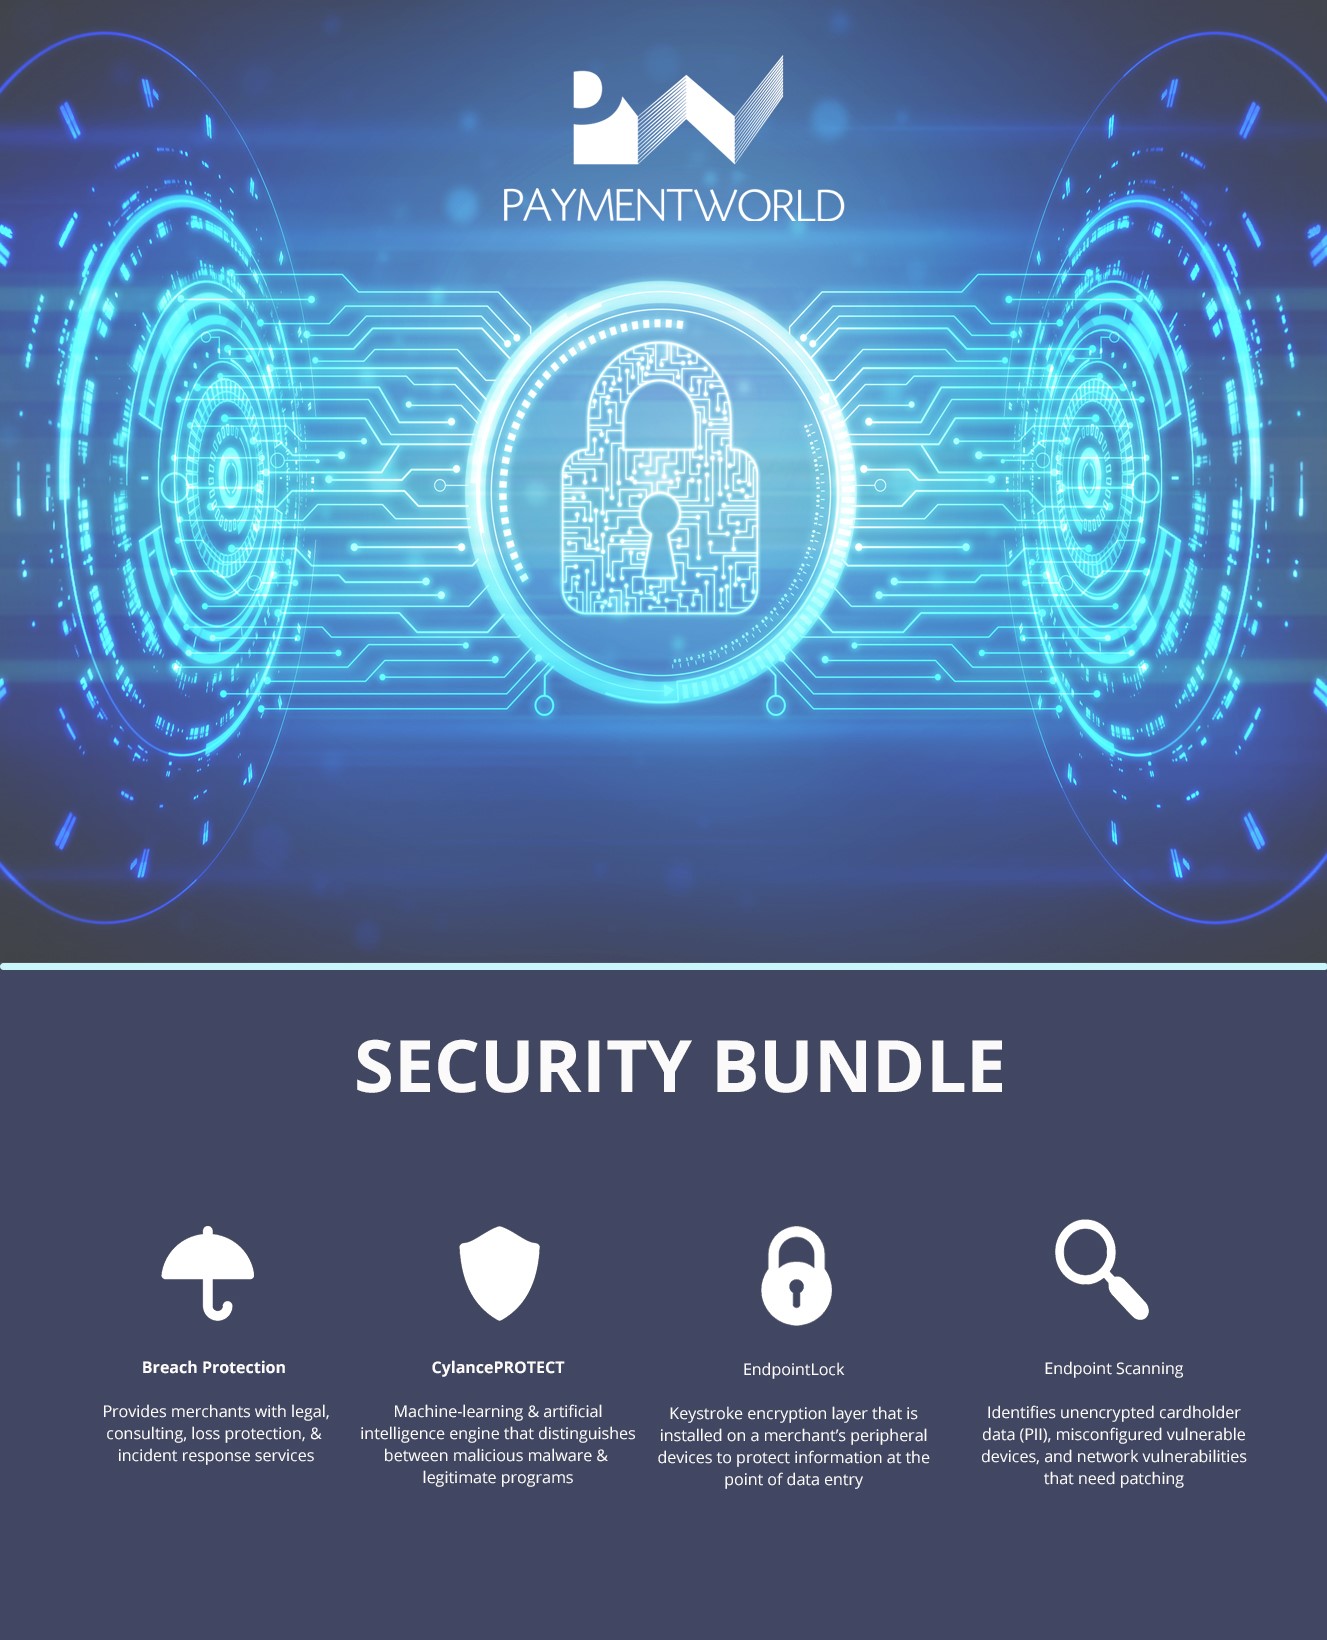 PAYMENTWORLD
SECURITY BUNDLE
Breach Protection
Provides merchants with legal,
consulting, loss protection, &
incident response services
CylancePROTECT
Machine-learning & artificial
intelligence engine that distinguishes
between malicious malware &
legitimate programs
EndpointLock
Keystroke encryption layer that is
installed on a merchant’s peripheral
devices to protect information at the
point of data entry
Endpoint Scanning
Identifies unencrypted cardholder
data (PII), misconfigured vulnerable
devices, and network vulnerabilities
that need patching